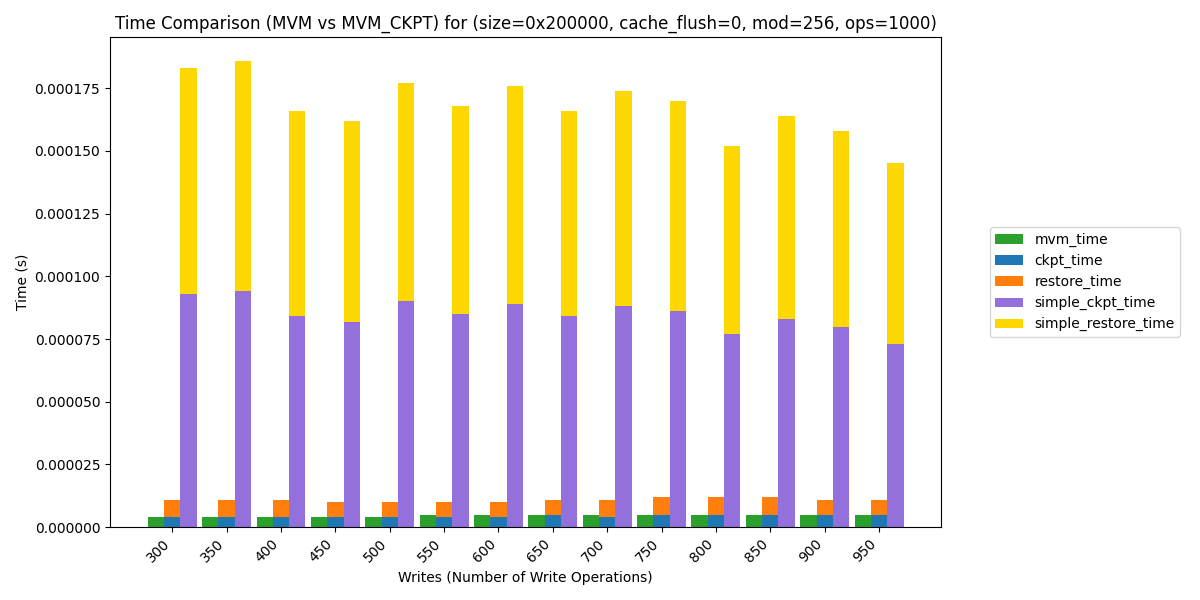 Time Comparison (MVM vs MVM_CKPT) for (size=0x200000, cache_flush=0, mod=256, ops=1000)
Time (s)
0.000175
0.000150
0.000125
0.000100
0.000075
0.000050
0.000025
0.000000
300 350 400 450 500 550 600 650 700 750 800 850 900 950
Writes (Number of Write Operations)
mvm_time
ckpt_time
restore_time
simple_ckpt_time
simple_restore_time